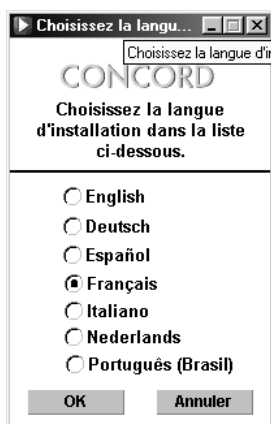 Choisissez la langu...
Choisissez la langue d'i
CONCORD
Choisissez la langue
d'installation dans la liste
ci-dessous.
English
Deutsch
Español
Français
Italiano
Nederlands
Português (Brasil)
OK
Annuler